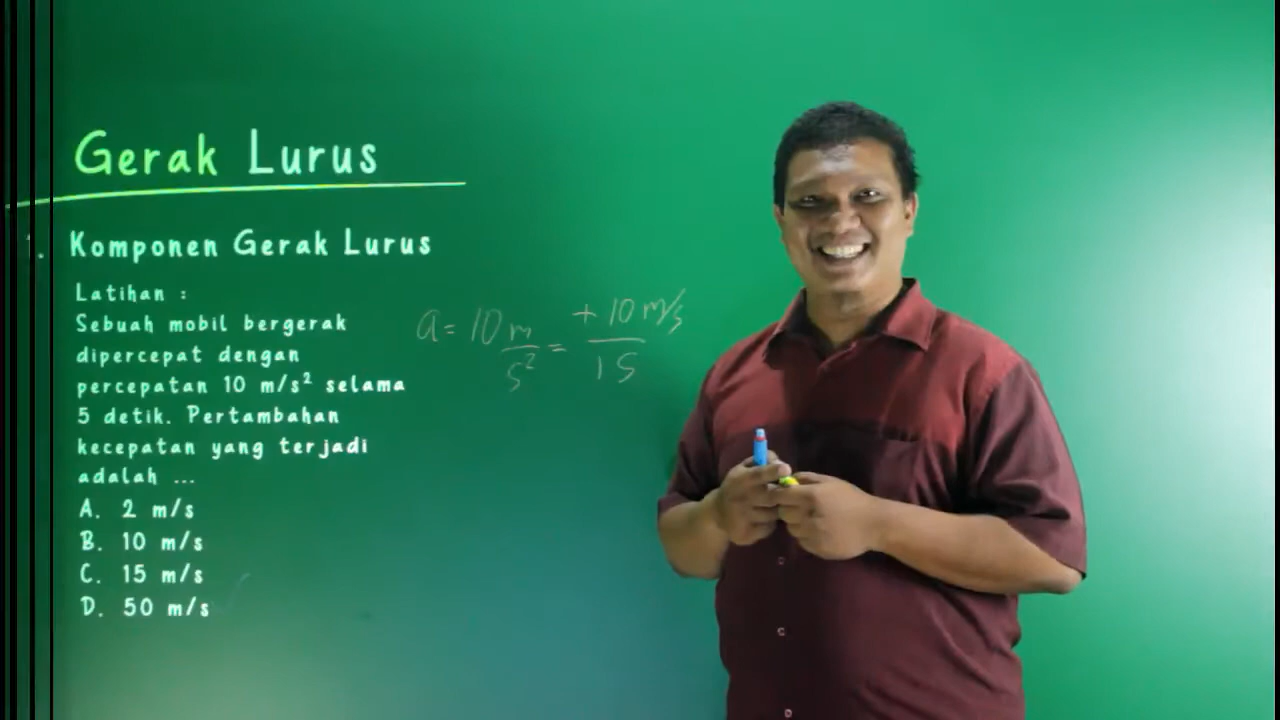 Gerak Lurus
. Komponen Gerak Lurus
Latihan :
Sebuah mobil bergerak
dipercepat dengan
percepatan 10 m/s² selama
5 detik. Pertambahan
kecepatan yang terjadi
adalah ...
A. 2 m/s
B. 10 m/s
C. 15 m/s
D. 50 m/s
a = 10 m/s² = + 10 m/s / 1 s